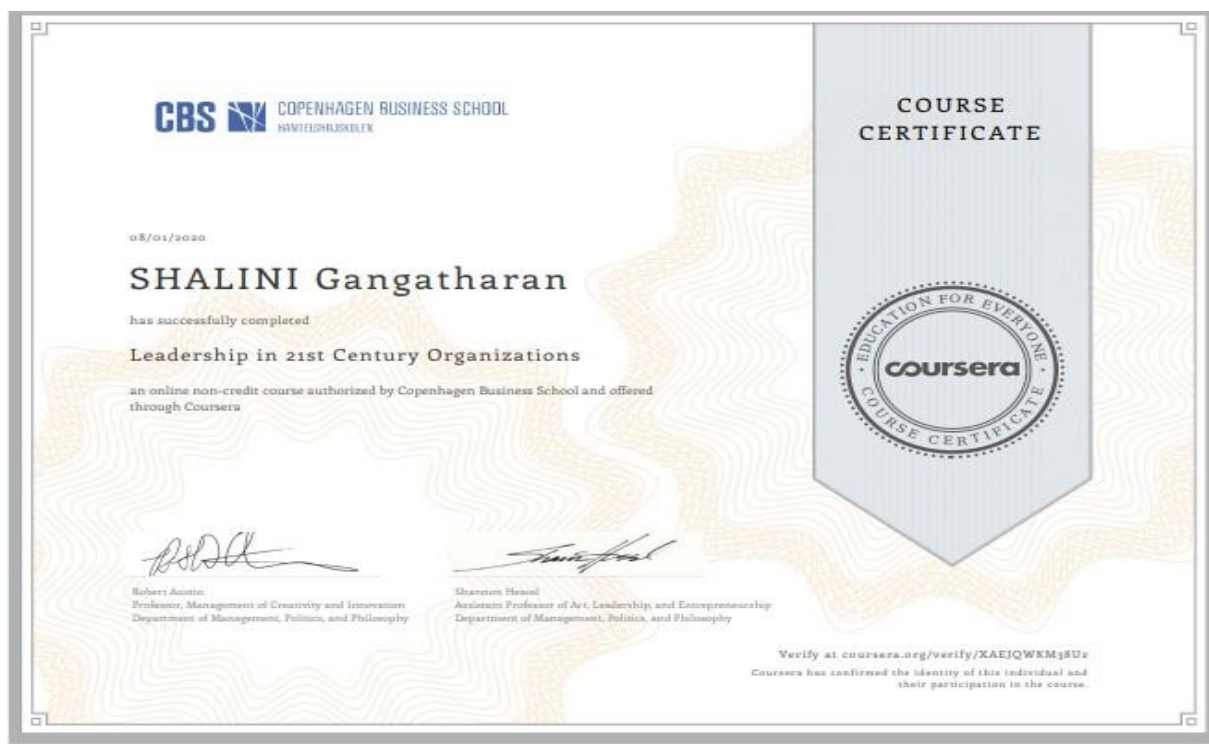 CBS COPENHAGEN BUSINESS SCHOOL
HANDELSHØJSKOLEN
COURSE
CERTIFICATE
08/01/2020
SHALINI Gangatharan
has successfully completed
Leadership in 21st Century Organizations
an online non-credit course authorized by Copenhagen Business School and offered
through Coursera
EDUCATION FOR EVERYONE
coursera
COURSE CERTIFICATE
Robert Austin
Professor, Management of Creativity and Innovation
Department of Management, Politics, and Philosophy
Shannon Hessel
Assistant Professor of Art, Leadership, and Entrepreneurship
Department of Management, Politics, and Philosophy
Verify at coursera.org/verify/XAEJQWKM38U2
Coursera has confirmed the identity of this individual and
their participation in the course.